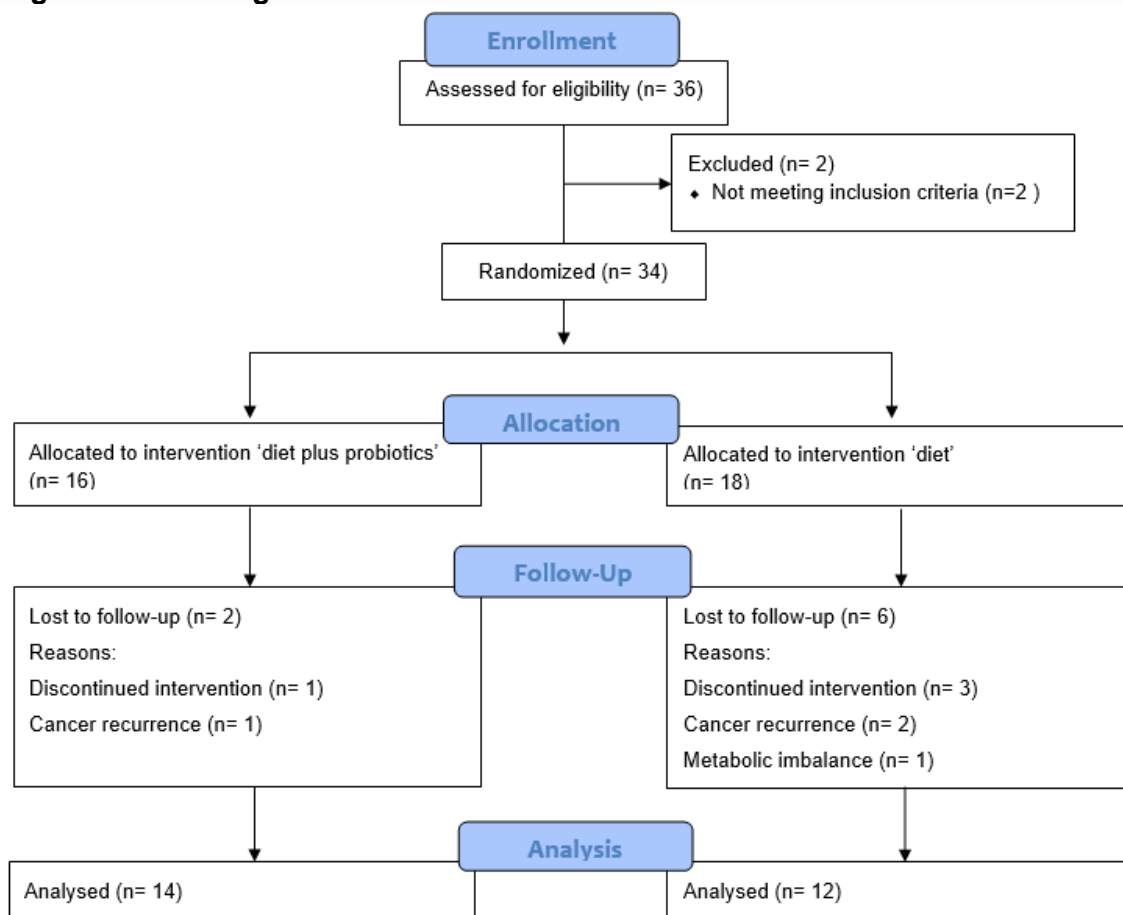 Enrollment
Assessed for eligibility (n= 36)
Excluded (n= 2)
⬥ Not meeting inclusion criteria (n=2 )
Randomized (n= 34)
Allocation
Allocated to intervention ‘diet plus probiotics’
(n= 16)
Allocated to intervention ‘diet’
(n= 18)
Follow-Up
Lost to follow-up (n= 2)
Reasons:
Discontinued intervention (n= 1)
Cancer recurrence (n= 1)
Lost to follow-up (n= 6)
Reasons:
Discontinued intervention (n= 3)
Cancer recurrence (n= 2)
Metabolic imbalance (n= 1)
Analysis
Analysed (n= 14)
Analysed (n= 12)